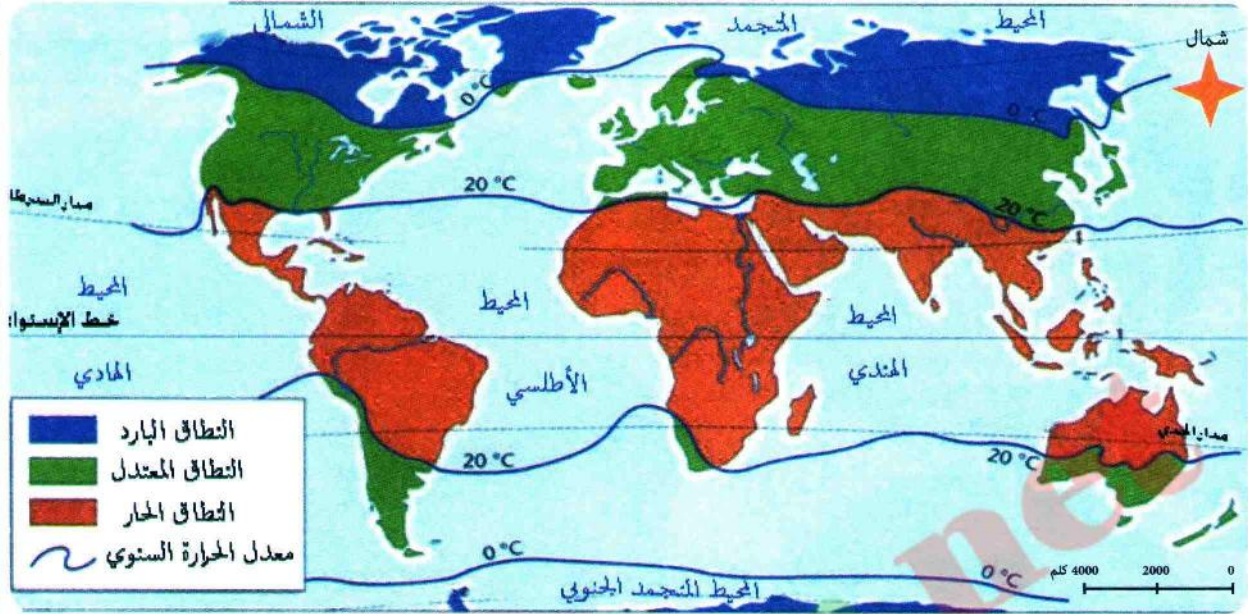 المحيط المتجمد الشمالي
شمال
0 °C
0 °C
20 °C
20 °C
مدار السرطا
المحيط
الهادي
خط الإستواء
المحيط
الأطلسي
المحيط
الهندي
مدار الجدي
20 °C
20 °C
0 °C
0 °C
المحيط المتجمد الجنوبي
النطاق البارد
النطاق المعتدل
النطاق الحار
معدل الحرارة السنوي
4000 كلم 2000 0
net